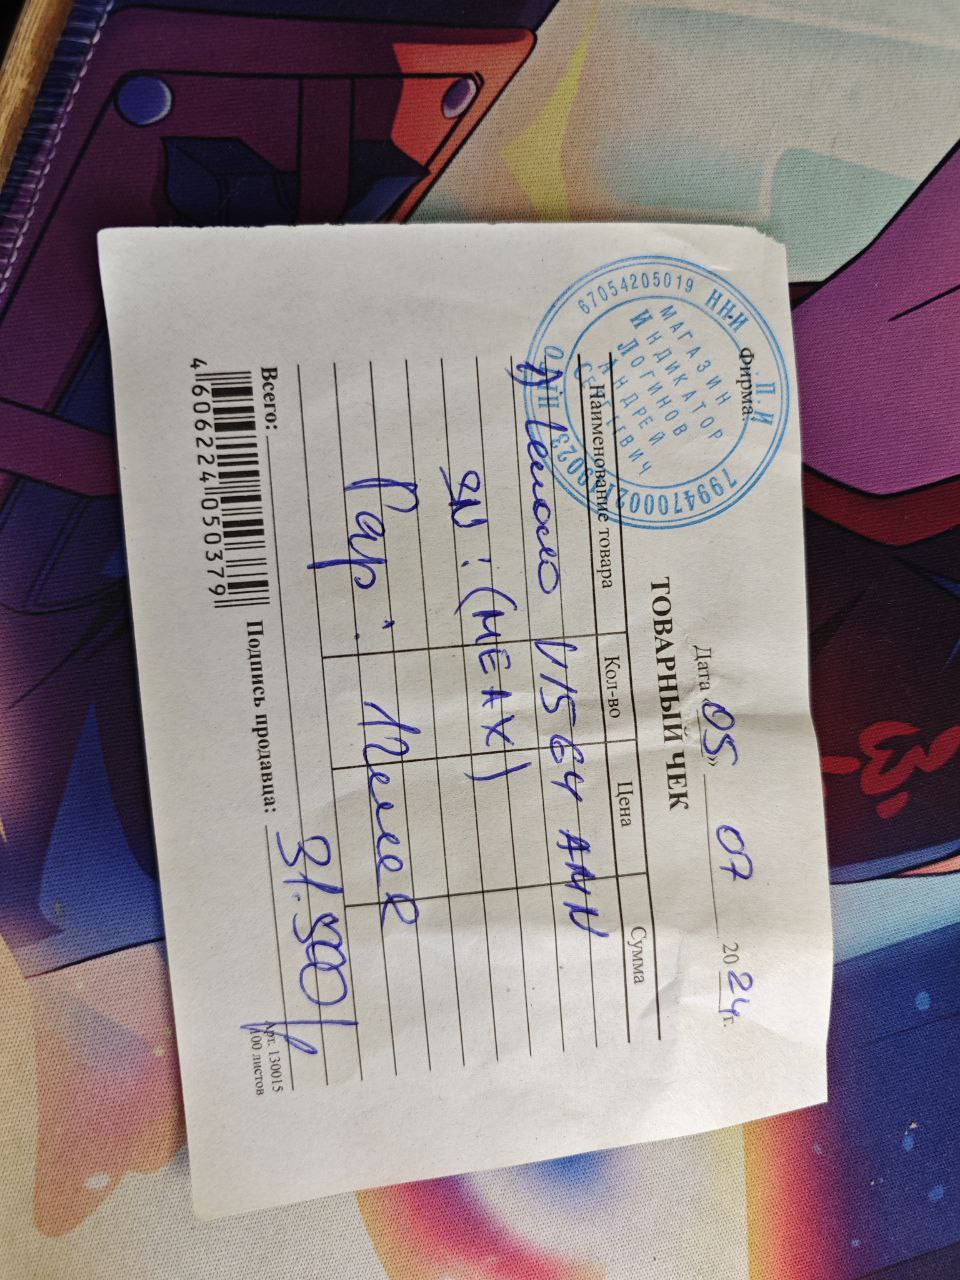 Фирма:
И.П.
ИНН 67054205019
МАГАЗИН
ИНДИКАТОР
ЛОГИНОВ
АНДРЕЙ
СЕРГЕЕВИЧ
Дата «05» 07 2024 г.
ТОВАРНЫЙ ЧЕК
Наименование товара Кол-во Цена Сумма
1) Lenovo V15 G4 AMN
SN: (MEAX)
Гар: 12 мес
31.500 р
Всего:
Подпись продавца:
Арт. 130015
100 листов
4 606224 050379